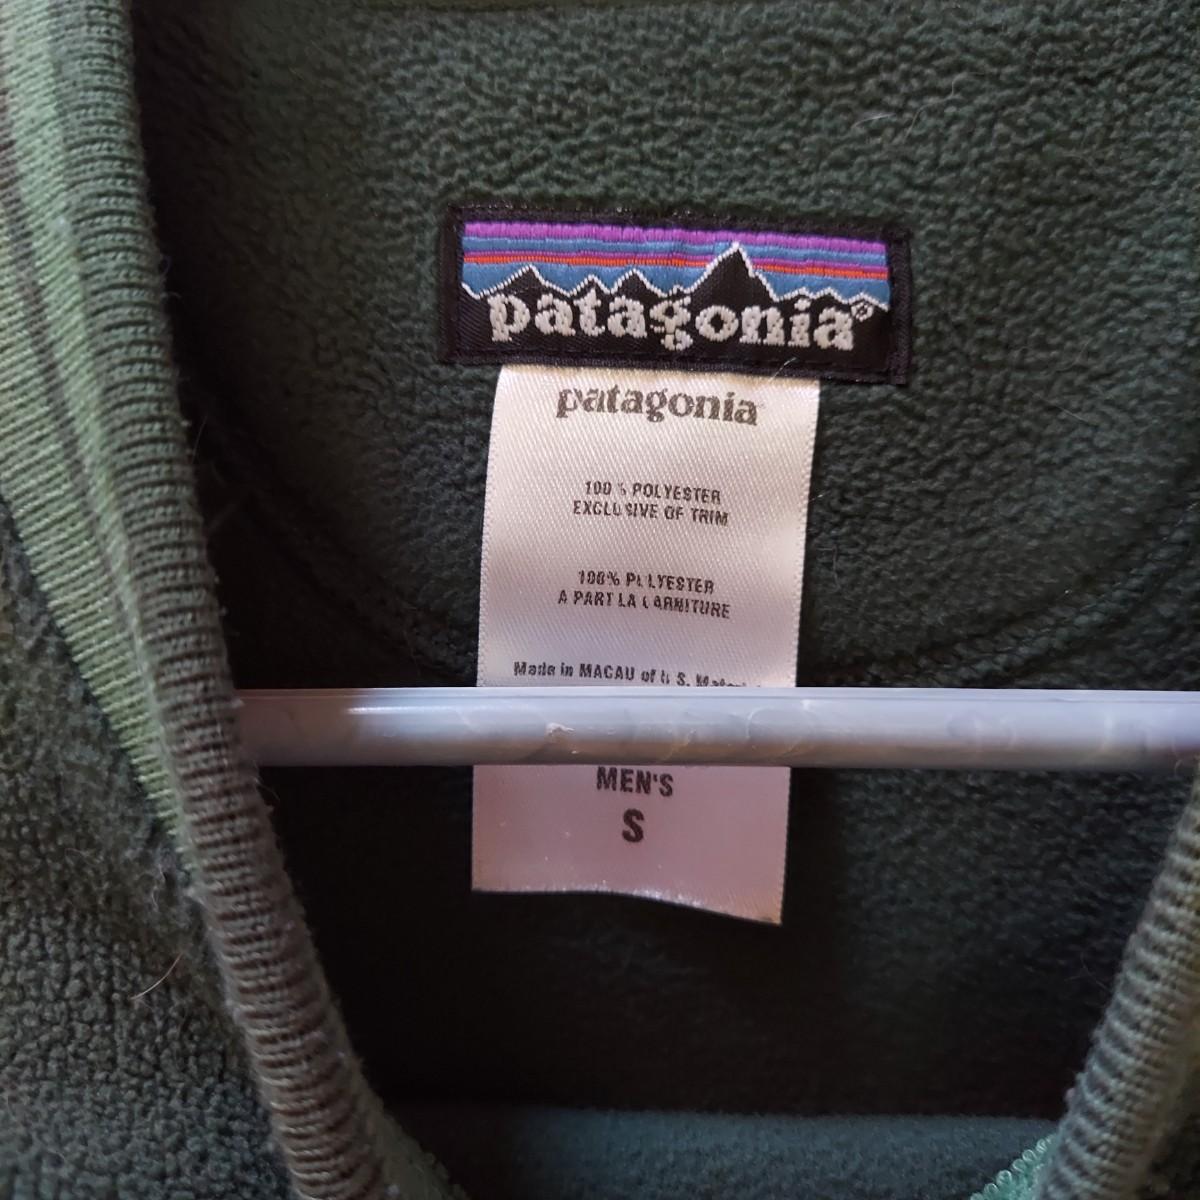 patagonia®
patagonia
100% POLYESTER
EXCLUSIVE OF TRIM
100% POLYESTER
A PART LA GARNITURE
Made in MACAU of U.S.
MEN'S
S